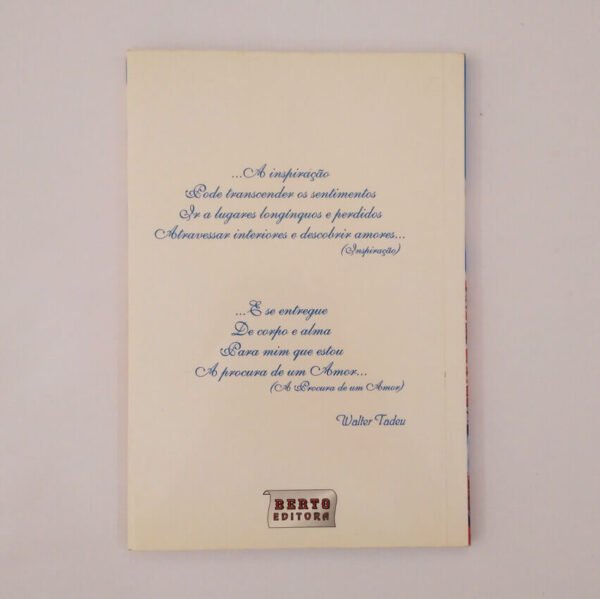 ...A inspiração
Pode transcender os sentimentos
Ir a lugares longínquos e perdidos
Atravessar interiores e descobrir amores...
(Inspiração)
...E se entregue
De corpo e alma
Para mim que estou
A procura de um Amor...
(A Procura de um Amor)
Walter Tadeu
BERTO
EDITORA